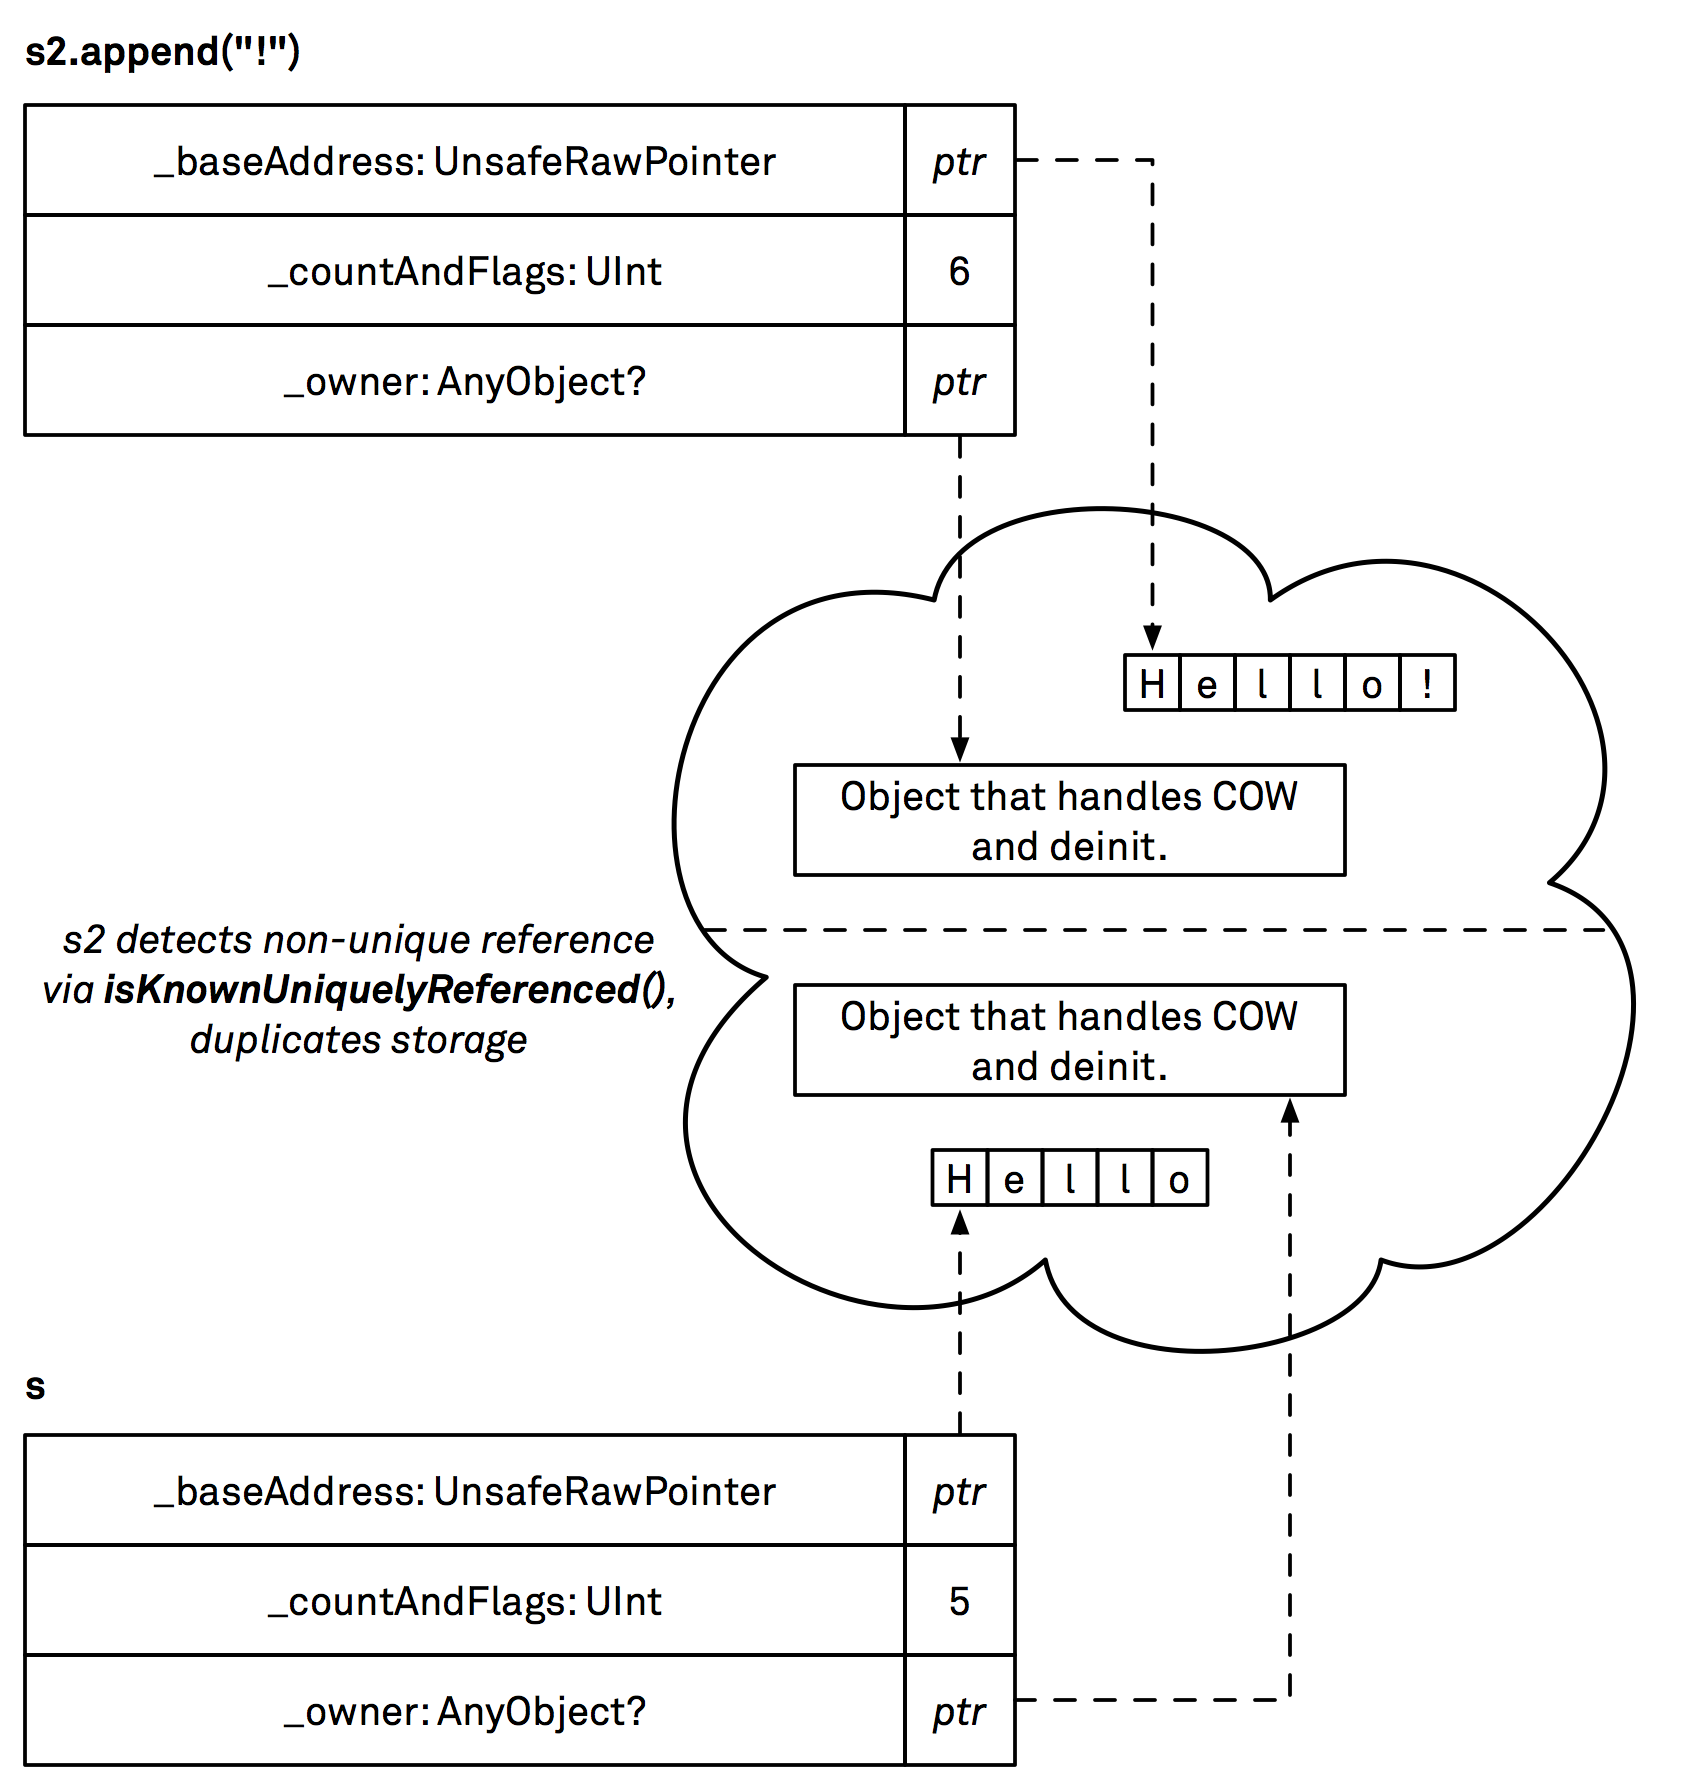 s2.append("!")
_baseAddress: UnsafeRawPointer ptr
_countAndFlags: UInt 6
_owner: AnyObject? ptr
H e l l o !
Object that handles COW
and deinit.
s2 detects non-unique reference
via isKnownUniquelyReferenced(),
duplicates storage
Object that handles COW
and deinit.
H e l l o
s
_baseAddress: UnsafeRawPointer ptr
_countAndFlags: UInt 5
_owner: AnyObject? ptr